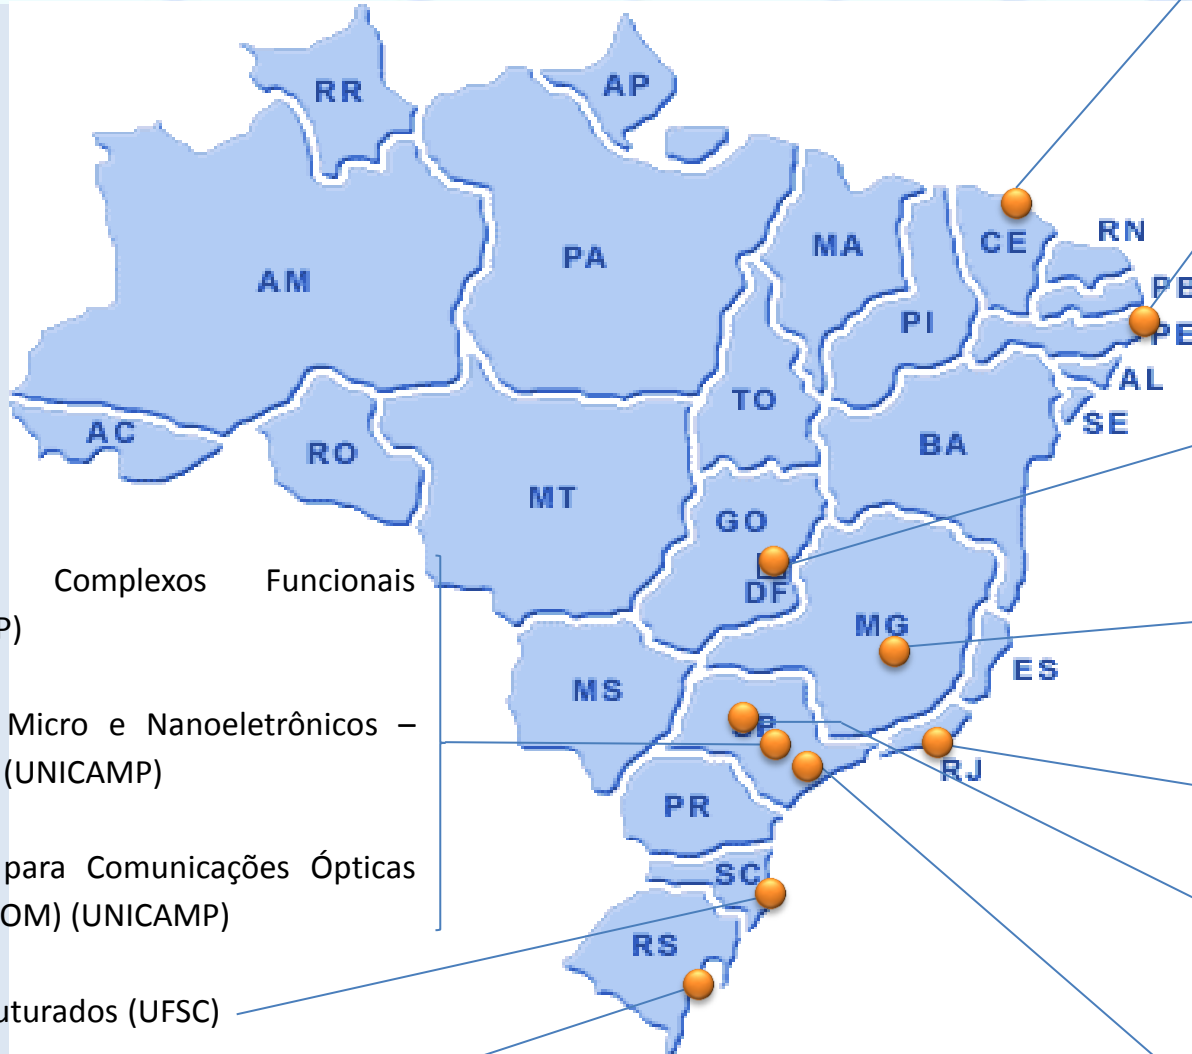 RR
AP
AM
PA
MA
CE
RN
PI
PE
TO
AL
AC
SE
RO
BA
MT
GO
DF
Complexos Funcionais
P)
MG
ES
MS
Micro e Nanoeletrônicos –
(UNICAMP)
SP
RJ
PR
para Comunicações Ópticas
OM) (UNICAMP)
SC
RS
uturados (UFSC)